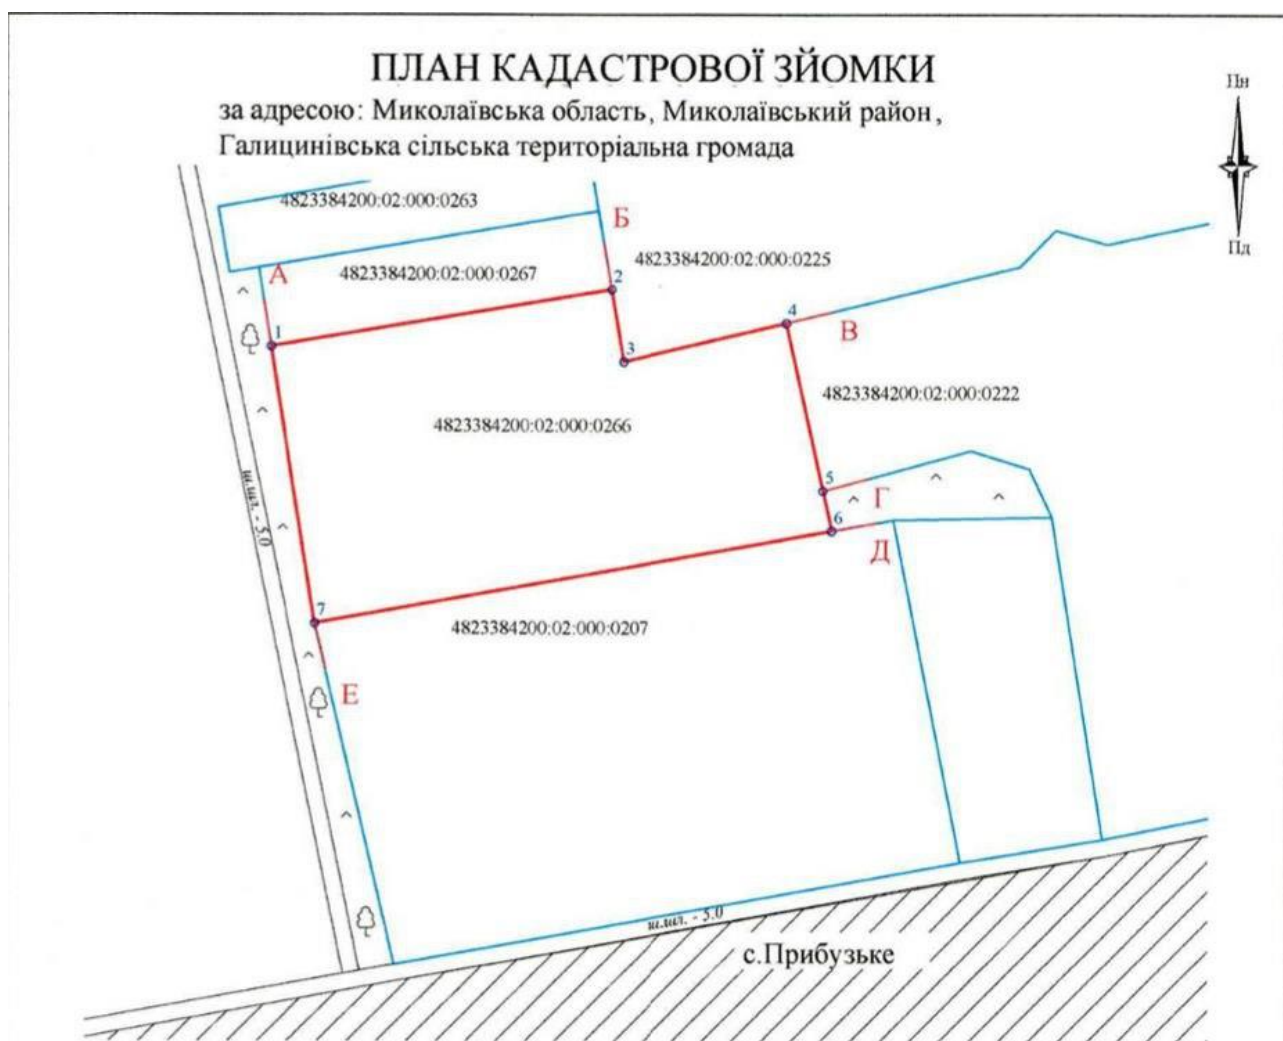 ПЛАН КАДАСТРОВОЇ ЗЙОМКИ
за адресою: Миколаївська область, Миколаївський район,
Галицинівська сільська територіальна громада
Пн
Пд
4823384200:02:000:0263
Б
А
4823384200:02:000:0267
4823384200:02:000:0225
2
1
4
3
В
4823384200:02:000:0222
4823384200:02:000:0266
5
Г
6
Д
ш.шл. - 5.0
7
4823384200:02:000:0207
Е
ш.шл. - 5.0
с.Прибузьке